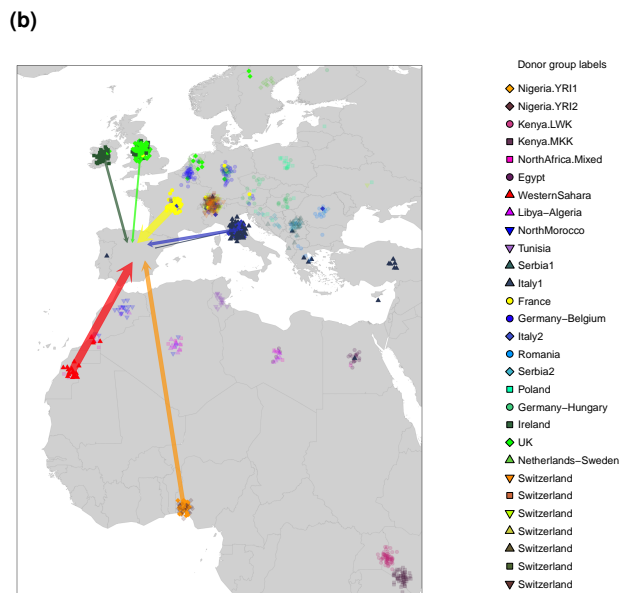 (b)
Donor group labels
Nigeria.YRI1
Nigeria.YRI2
Kenya.LWK
Kenya.MKK
NorthAfrica.Mixed
Egypt
WesternSahara
Libya−Algeria
NorthMorocco
Tunisia
Serbia1
Italy1
France
Germany−Belgium
Italy2
Romania
Serbia2
Poland
Germany−Hungary
Ireland
UK
Netherlands−Sweden
Switzerland
Switzerland
Switzerland
Switzerland
Switzerland
Switzerland
Switzerland